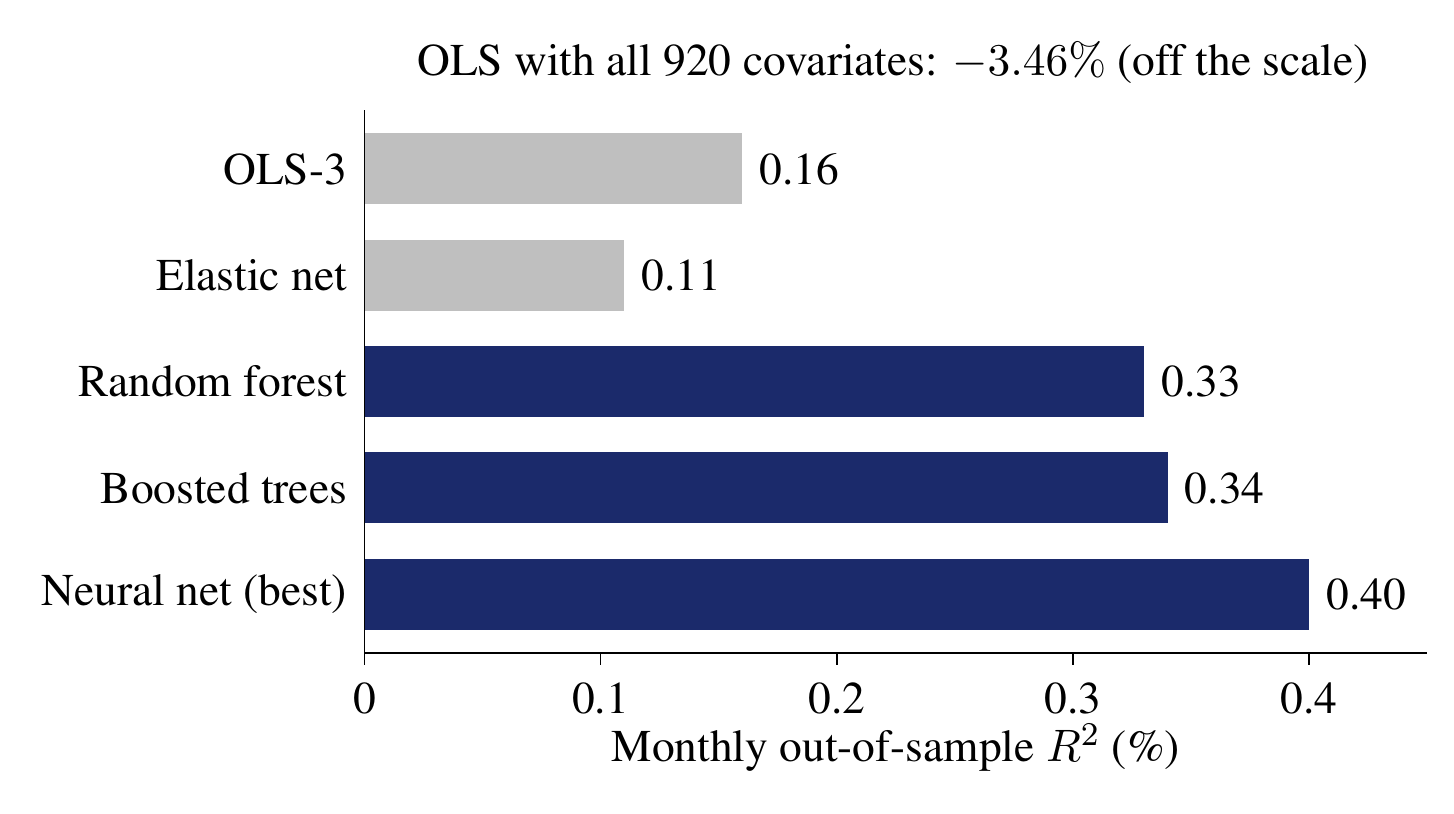 OLS with all 920 covariates: −3.46% (off the scale)
OLS-3 0.16
Elastic net 0.11
Random forest 0.33
Boosted trees 0.34
Neural net (best) 0.40
0 0.1 0.2 0.3 0.4
Monthly out-of-sample R² (%)